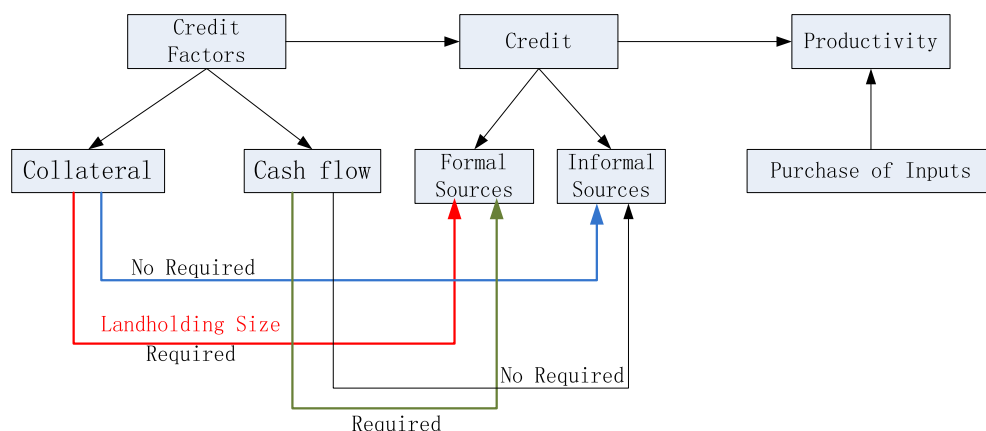 Credit
Factors
Credit
Productivity
Collateral
Cash flow
Formal
Sources
Informal
Sources
Purchase of Inputs
No Required
Landholding Size
Required
No Required
Required